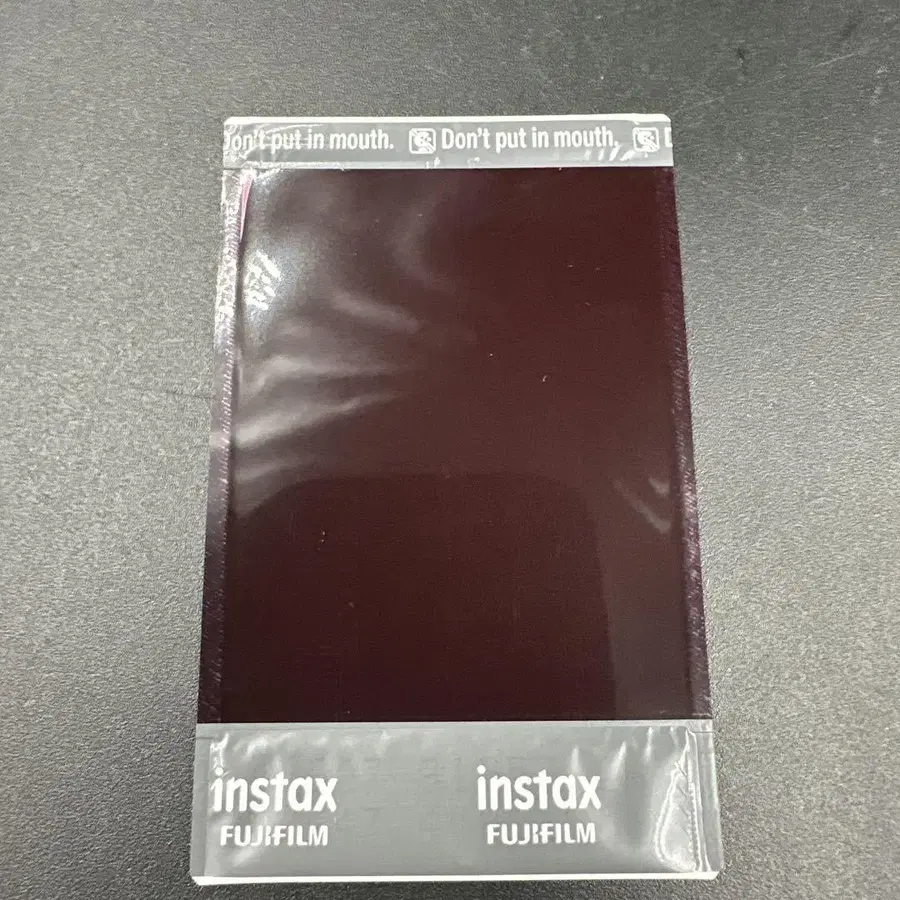 Don't put in mouth. Don't put in mouth.
instax instax
FUJIFILM FUJIFILM